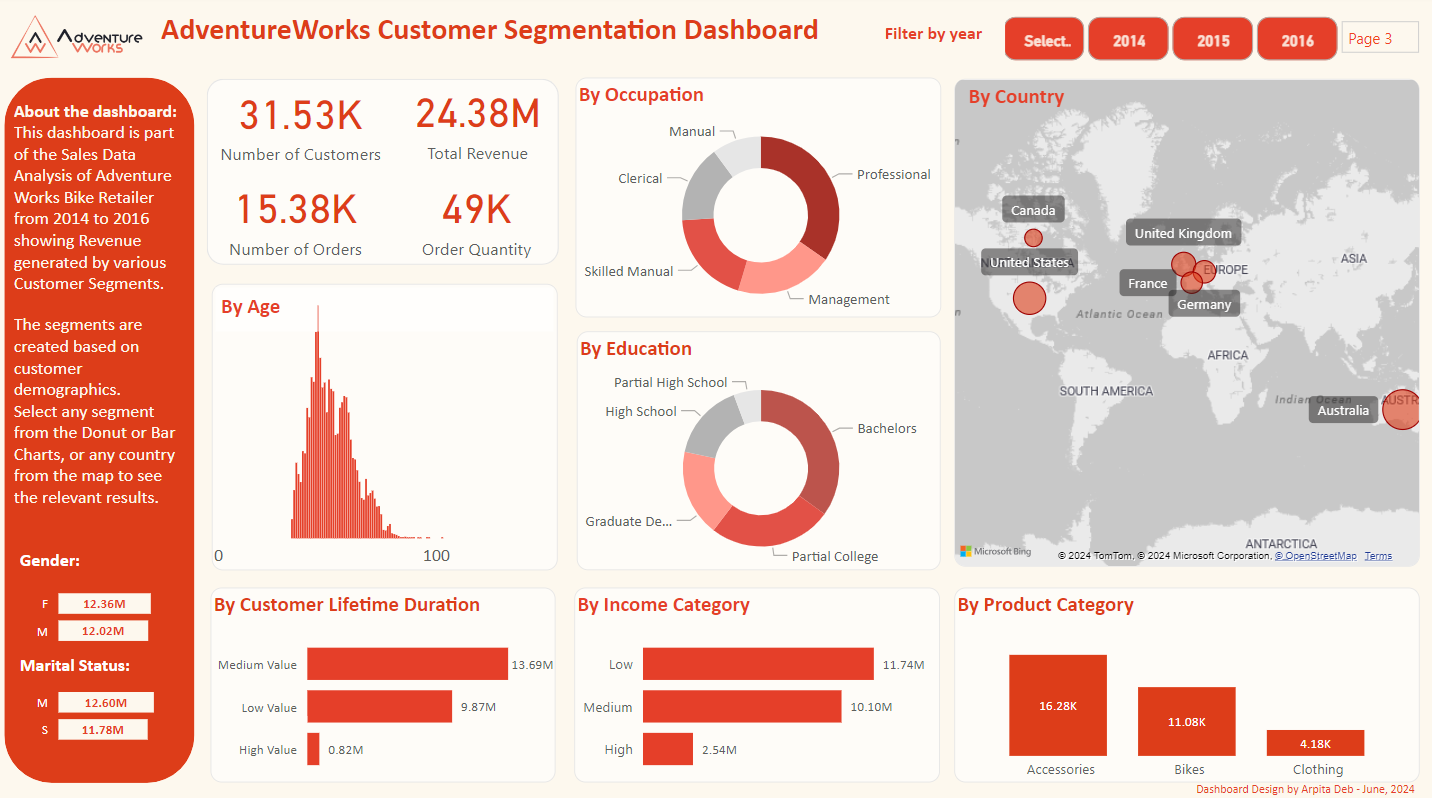 Adventure
Works
AdventureWorks Customer Segmentation Dashboard
Filter by year
Select.
2014
2015
2016
Page 3
About the dashboard:
This dashboard is part
of the Sales Data
Analysis of Adventure
Works Bike Retailer
from 2014 to 2016
showing Revenue
generated by various
Customer Segments.
The segments are
created based on
customer
demographics.
Select any segment
from the Donut or Bar
Charts, or any country
from the map to see
the relevant results.
Gender:
F 12.36M
M 12.02M
Marital Status:
M 12.60M
S 11.78M
31.53K
Number of Customers
24.38M
Total Revenue
15.38K
Number of Orders
49K
Order Quantity
By Age
0 100
By Occupation
Manual
Clerical
Professional
Skilled Manual
Management
By Education
Partial High School
High School
Bachelors
Graduate De...
Partial College
By Country
Canada
United Kingdom
United States
EUROPE
ASIA
France
Germany
Atlantic Ocean
AFRICA
SOUTH AMERICA
Indian Ocean
AUSTR
Australia
ANTARCTICA
Microsoft Bing
© 2024 TomTom, © 2024 Microsoft Corporation, © OpenStreetMap Terms
By Customer Lifetime Duration
Medium Value 13.69M
Low Value 9.87M
High Value 0.82M
By Income Category
Low 11.74M
Medium 10.10M
High 2.54M
By Product Category
16.28K
11.08K
4.18K
Accessories
Bikes
Clothing
Dashboard Design by Arpita Deb - June, 2024